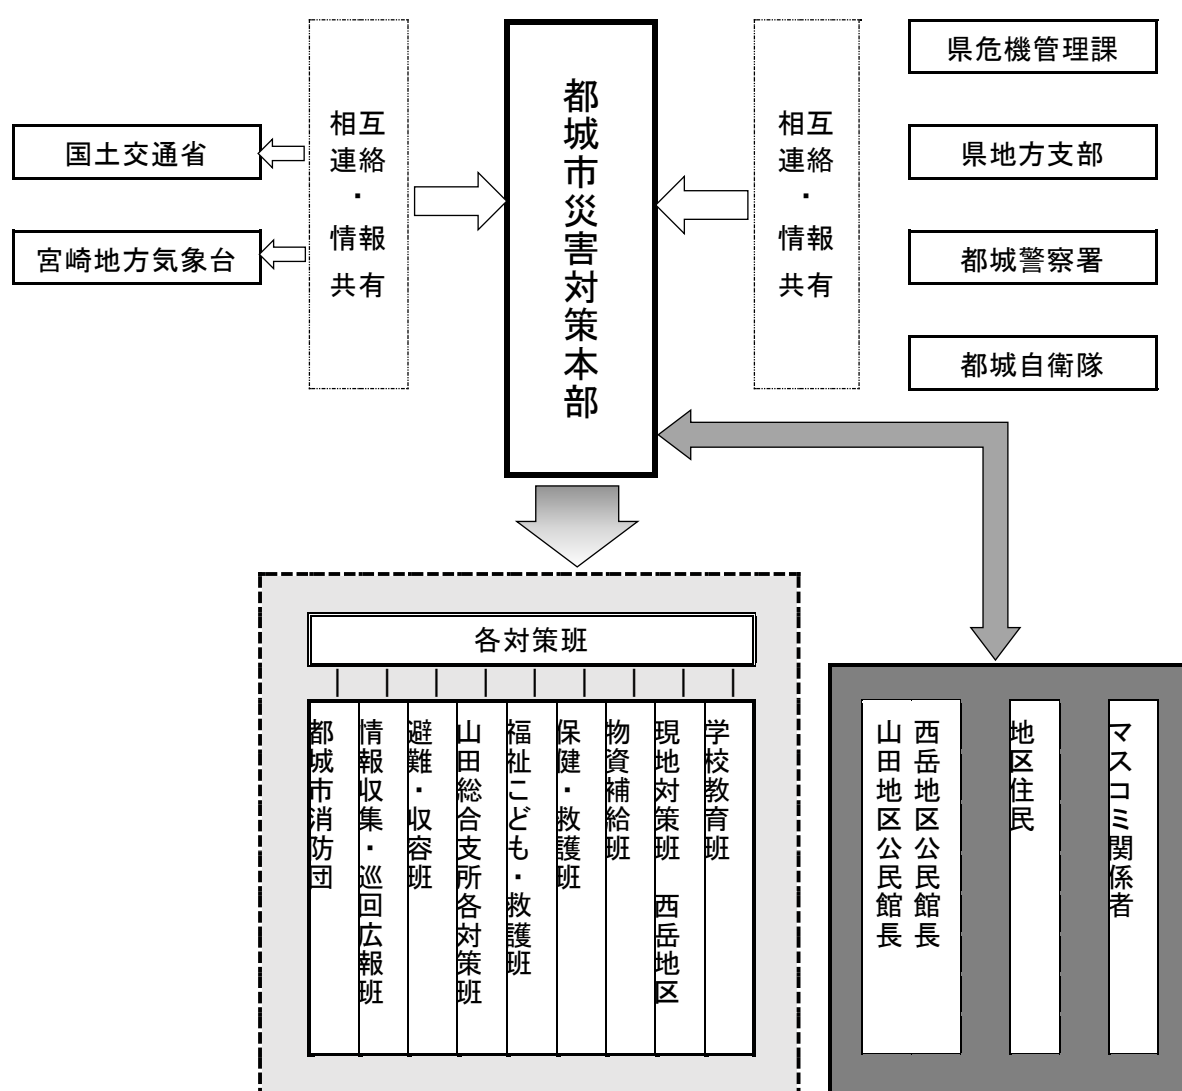 国土交通省
宮崎地方気象台
相互
連絡
・
情報
共有
都城市災害対策本部
相互
連絡
・
情報
共有
県危機管理課
県地方支部
都城警察署
都城自衛隊
各対策班
都城市消防団
情報収集・巡回広報班
避難・収容班
山田総合支所各対策班
福祉こども・救護班
保健・救護班
物資補給班
現地対策班　西岳地区
学校教育班
西岳地区公民館長
山田地区公民館長
地区住民
マスコミ関係者